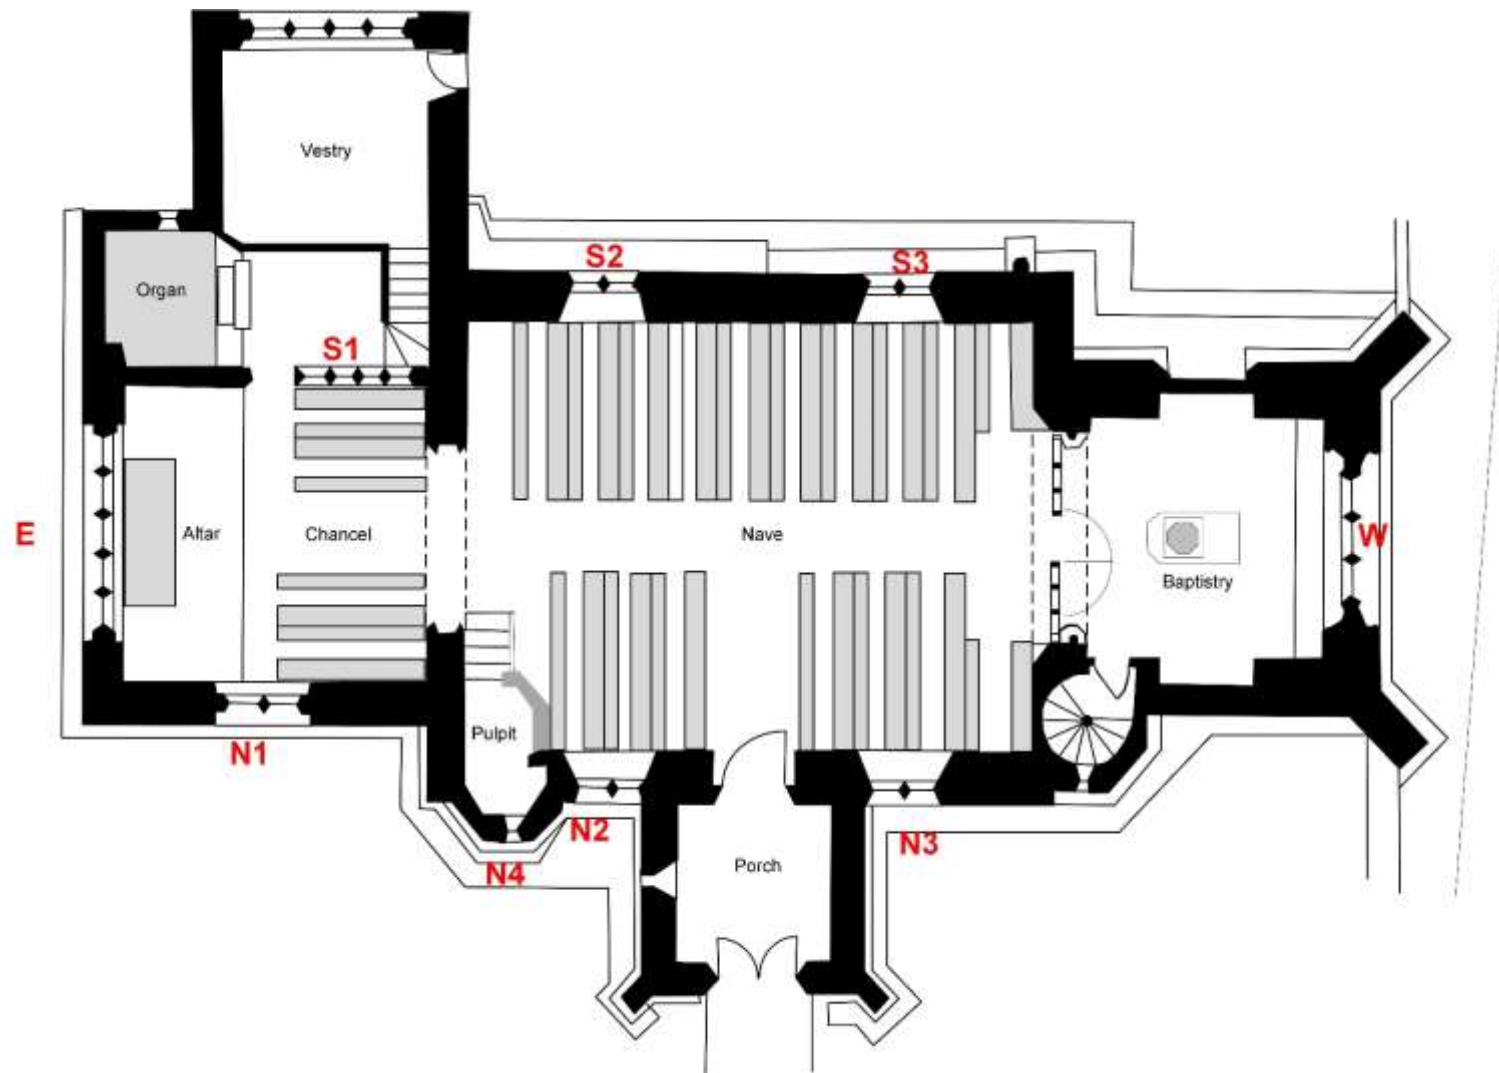 Vestry
S2
S3
Organ
S1
E
Altar
Chancel
Nave
W
Baptistry
Pulpit
N1
N2
N3
N4
Porch